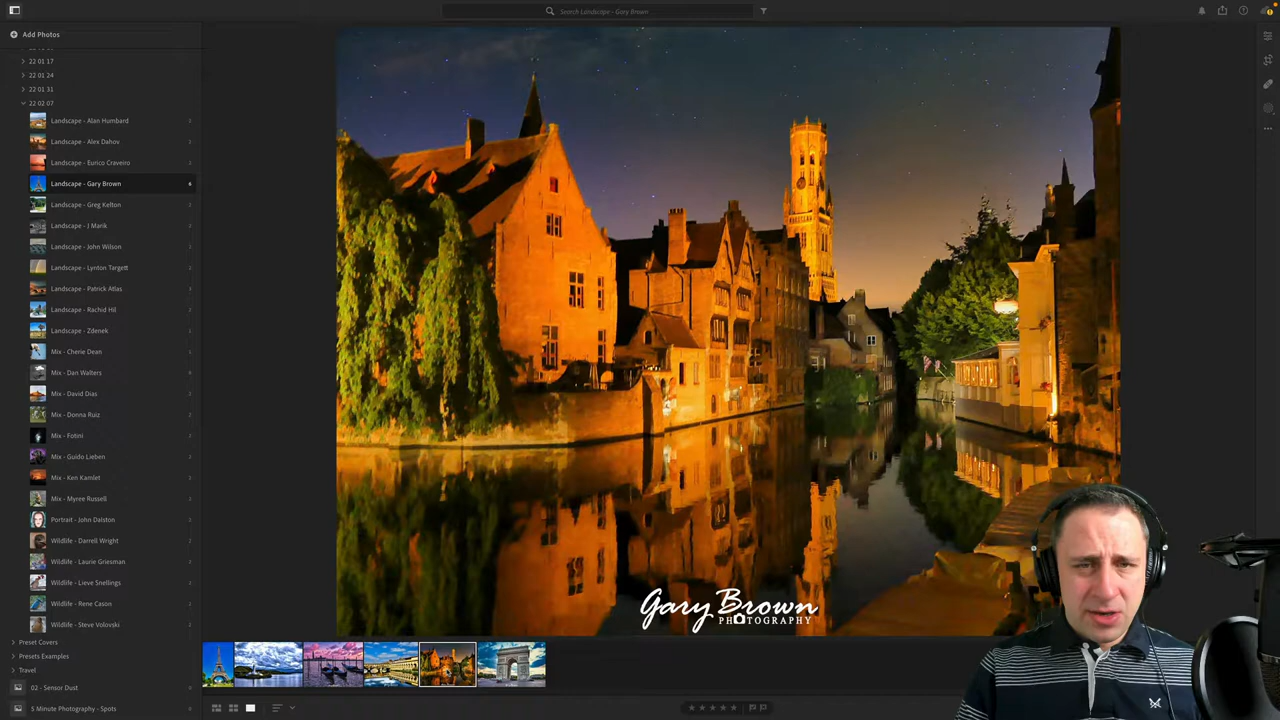 Search Landscape - Gary Brown
Add Photos
22 01 17
22 01 24
22 01 31
22 02 07
Landscape - Alan Humbard
Landscape - Alex Dahov
Landscape - Eurico Craveiro
Landscape - Gary Brown 6
Landscape - Greg Kelton
Landscape - J Marik
Landscape - John Wilson
Landscape - Lynton Targett
Landscape - Patrick Atlas
Landscape - Rachid Hil
Landscape - Zdenek
Mix - Cherie Dean
Mix - Dan Walters
Mix - David Dias
Mix - Donna Ruiz
Mix - Fotini
Mix - Guido Lieben
Mix - Ken Kamlet
Mix - Myree Russell
Portrait - John Dalston
Wildlife - Darrell Wright
Wildlife - Laurie Griesman
Wildlife - Lieve Snellings
Wildlife - Rene Cason
Wildlife - Steve Volovski
Preset Covers
Presets Examples
Travel
02 - Sensor Dust
5 Minute Photography - Spots
Gary Brown
PHOTOGRAPHY